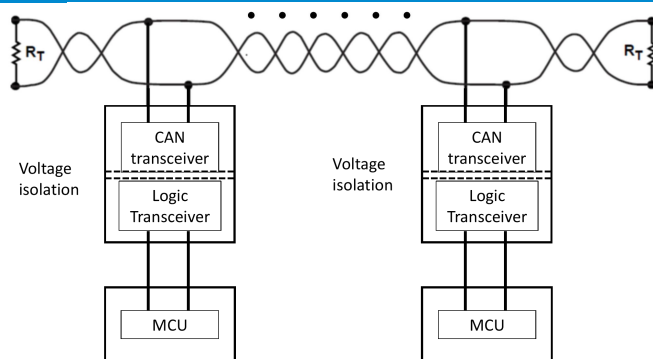 RT
RT
CAN
transceiver
CAN
transceiver
Voltage
isolation
Voltage
isolation
Logic
Transceiver
Logic
Transceiver
MCU
MCU